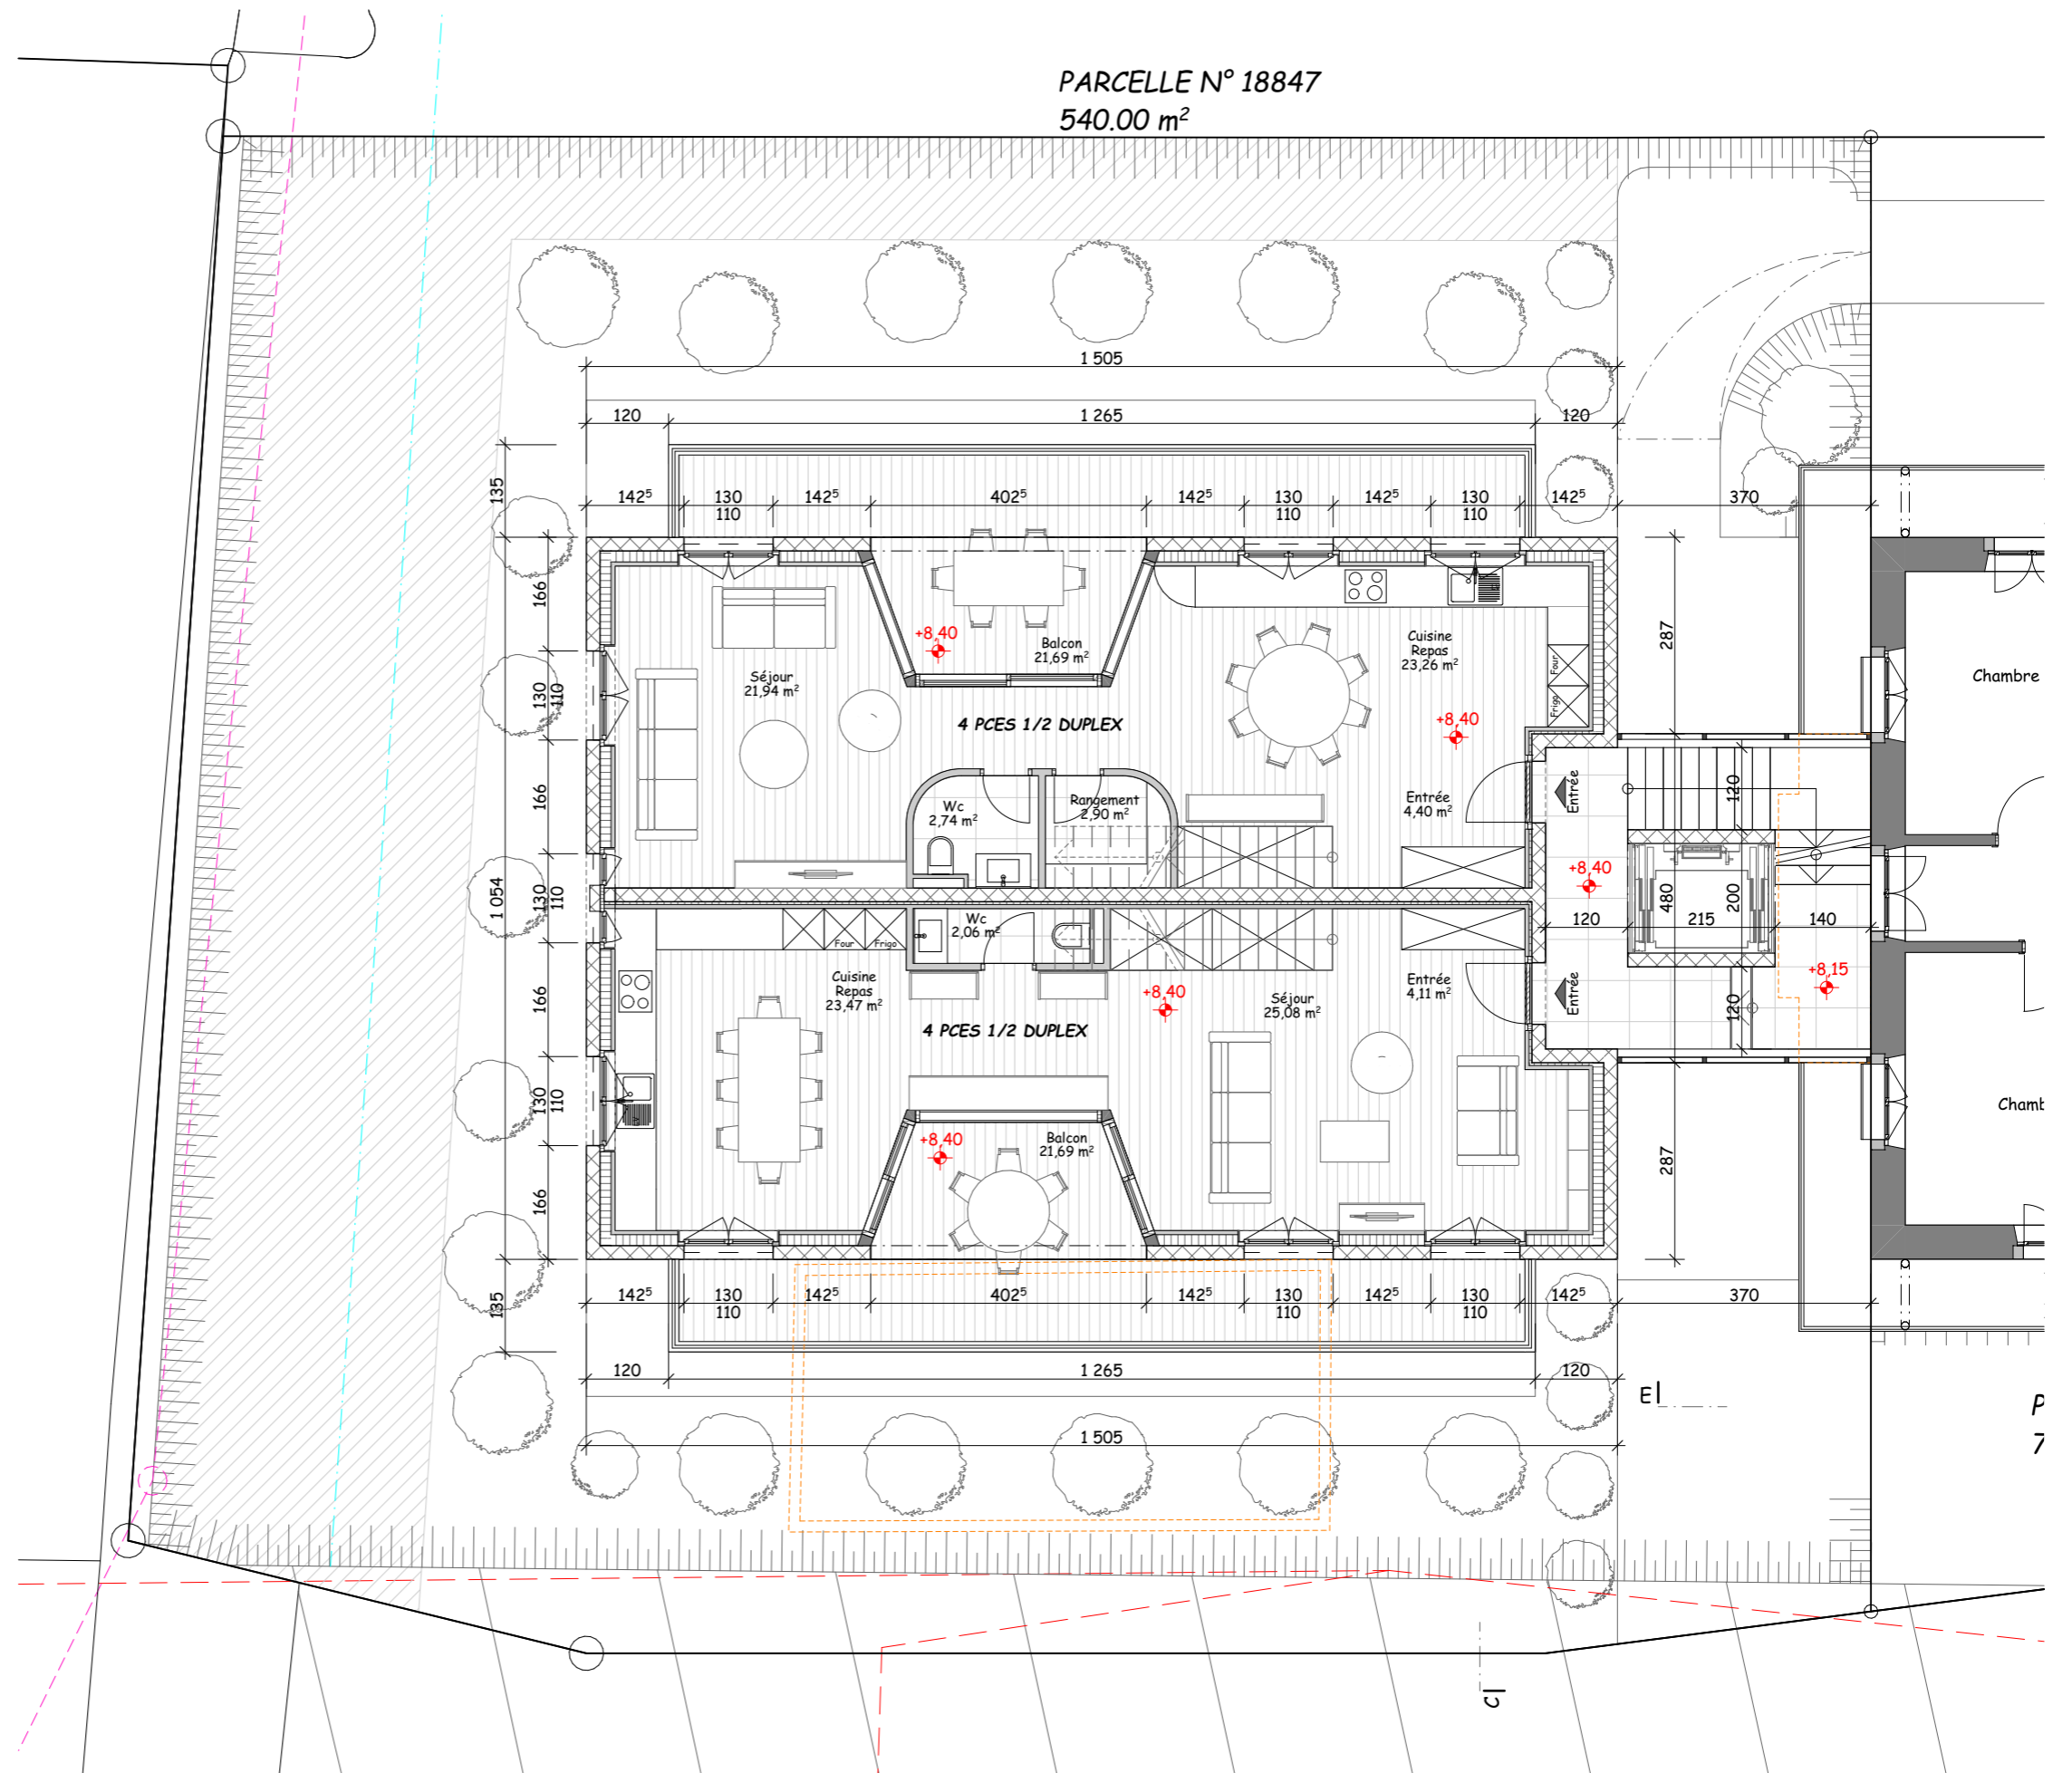 PARCELLE N° 18847
540.00 m²
1 505
120
1 265
120
135
142⁵
130
110
142⁵
402⁵
142⁵
130
110
142⁵
130
110
142⁵
370
166
130
110
166
1 054
130
110
166
130
110
166
135
+8,40
Balcon
21,69 m²
Séjour
21,94 m²
Cuisine
Repas
23,26 m²
Four
Frigo
+8,40
4 PCES 1/2 DUPLEX
Wc
2,74 m²
Rangement
2,90 m²
Entrée
4,40 m²
Entrée
287
120
Chambre
+8,40
480
200
120
215
140
Wc
2,06 m²
Four
Frigo
Cuisine
Repas
23,47 m²
+8,40
Séjour
25,08 m²
Entrée
4,11 m²
Entrée
+8,15
120
4 PCES 1/2 DUPLEX
Chamb
+8,40
Balcon
21,69 m²
287
142⁵
130
110
142⁵
402⁵
142⁵
130
110
142⁵
130
110
142⁵
370
120
1 265
120
E
P
1 505
7
C